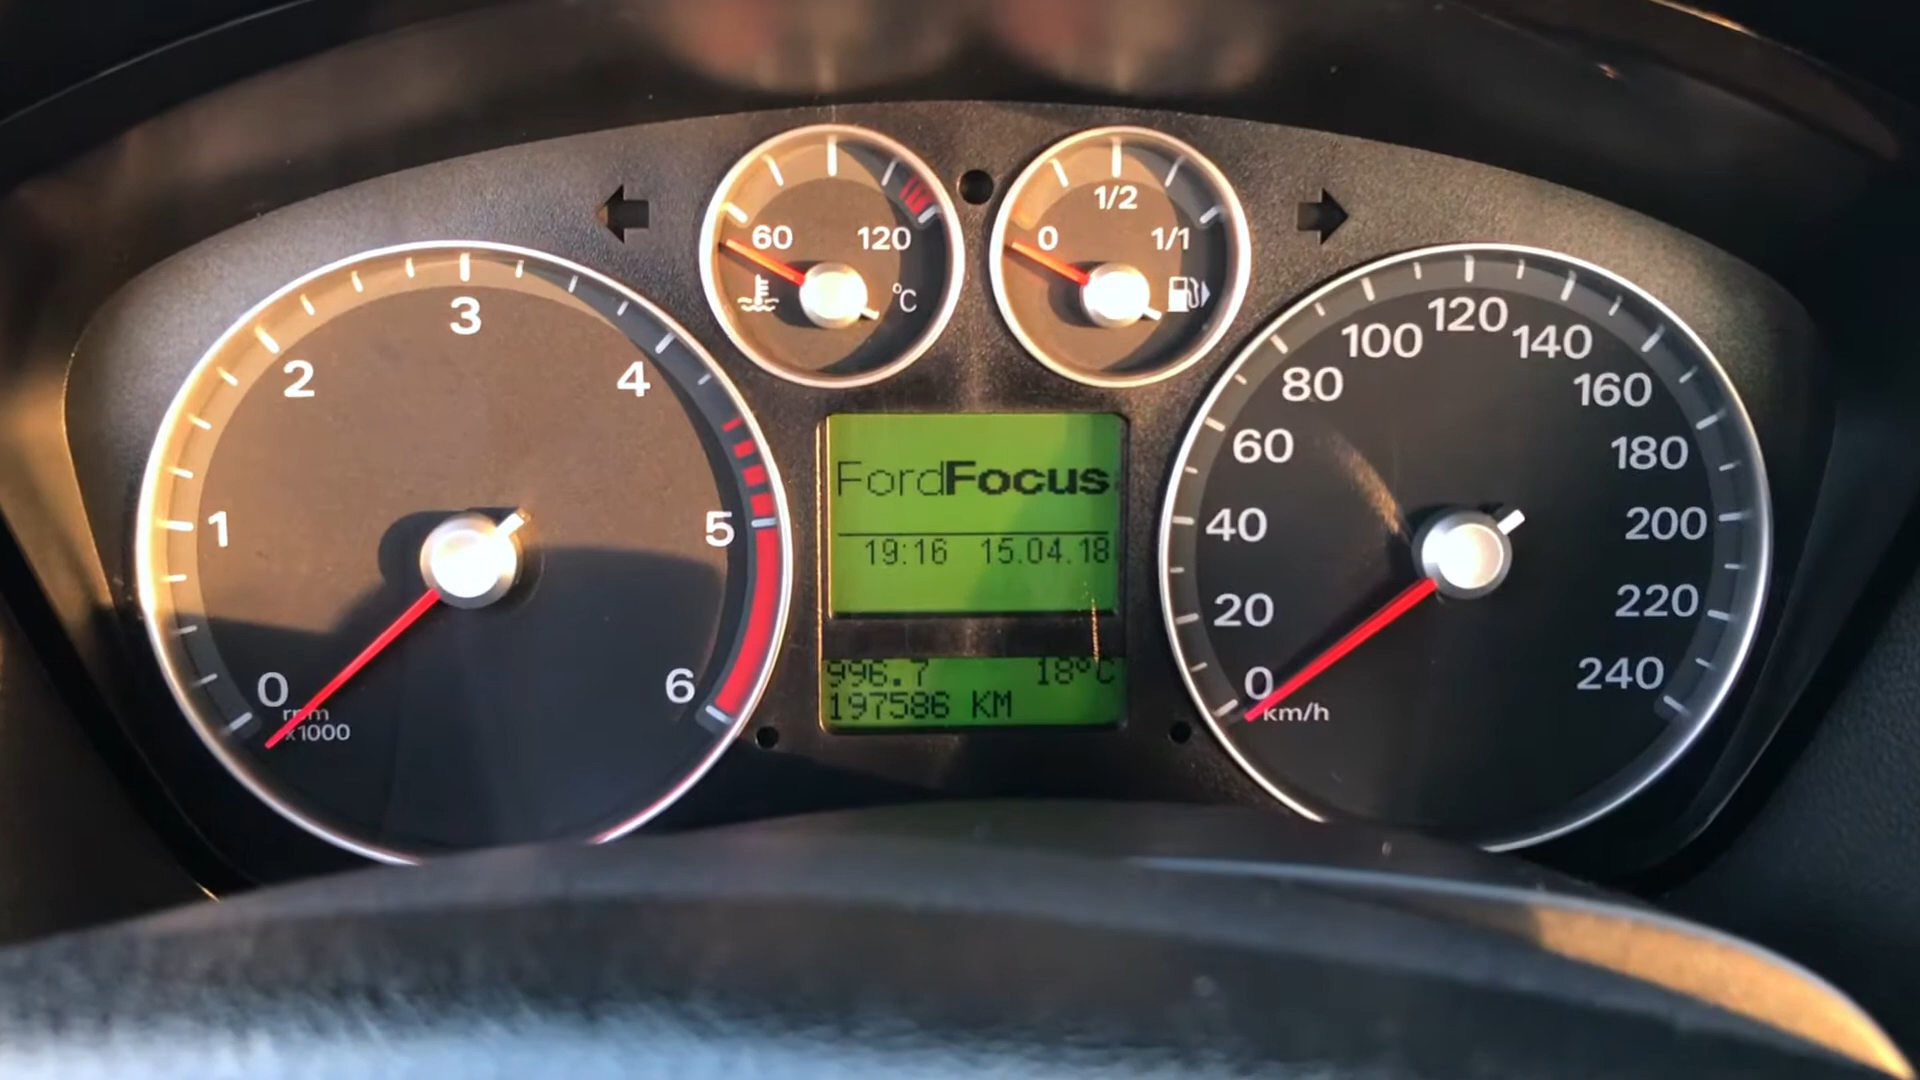 60 120
°C
0 1/2 1/1
0 1 2 3 4 5 6
rpm
x1000
FordFocus
19:16 15.04.18
996.7 18°C
197586 KM
0 20 40 60 80 100 120 140 160 180 200 220 240
km/h